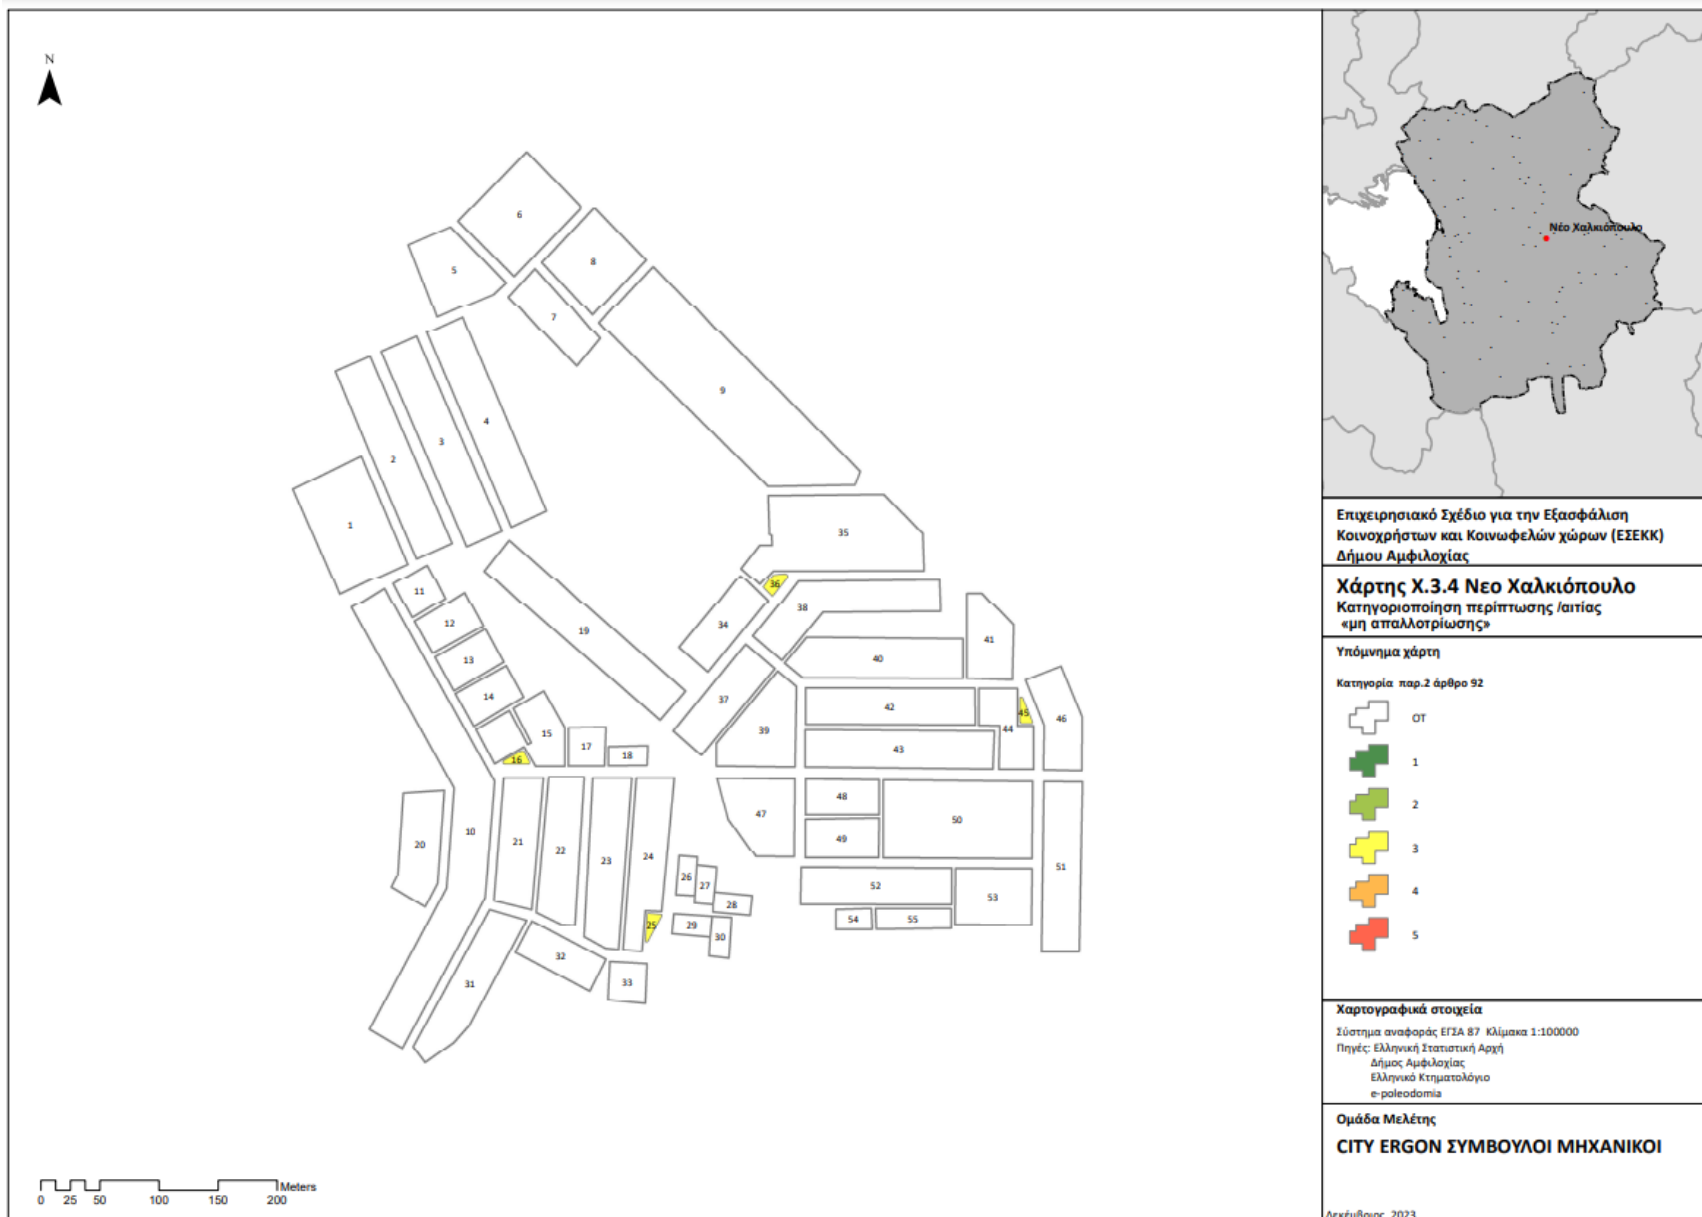 N
6
5
8
7
9
4
3
2
1
35
11
36
38
34
12
19
41
13
40
14
37
42
45
46
39
44
15
17
43
18
16
48
47
50
10
49
20
21
22
24
23
51
26
27
52
53
28
54
55
25
29
30
32
33
31
Meters
0 25 50 100 150 200
Νέο Χαλκιόπουλο
Επιχειρησιακό Σχέδιο για την Εξασφάλιση
Κοινοχρήστων και Κοινωφελών χώρων (ΕΣΕΚΚ)
Δήμου Αμφιλοχίας
Χάρτης Χ.3.4 Νεο Χαλκιόπουλο
Κατηγοριοποίηση περίπτωσης /αιτίας
«μη απαλλοτρίωσης»
Υπόμνημα χάρτη
Κατηγορία παρ.2 άρθρο 92
ΟΤ
1
2
3
4
5
Χαρτογραφικά στοιχεία
Σύστημα αναφοράς ΕΓΣΑ 87 Κλίμακα 1:100000
Πηγές: Ελληνική Στατιστική Αρχή
Δήμος Αμφιλοχίας
Ελληνικό Κτηματολόγιο
e-poleodomia
Ομάδα Μελέτης
CITY ERGON ΣΥΜΒΟΥΛΟΙ ΜΗΧΑΝΙΚΟΙ
Δεκέμβριος 2023